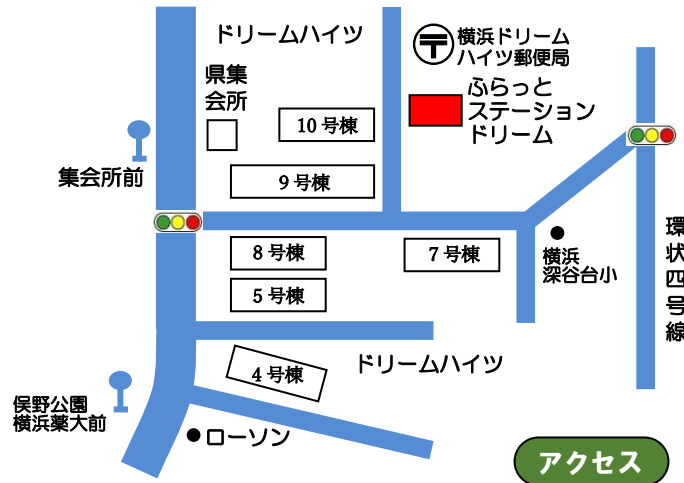 ドリームハイツ
〒
横浜ドリーム
ハイツ郵便局
県集
会所
ふらっと
ステーション
ドリーム
10号棟
集会所前
9号棟
8号棟
7号棟
横浜
深谷台小
環状四号線
5号棟
ドリームハイツ
4号棟
俣野公園
横浜薬大前
ローソン
アクセス